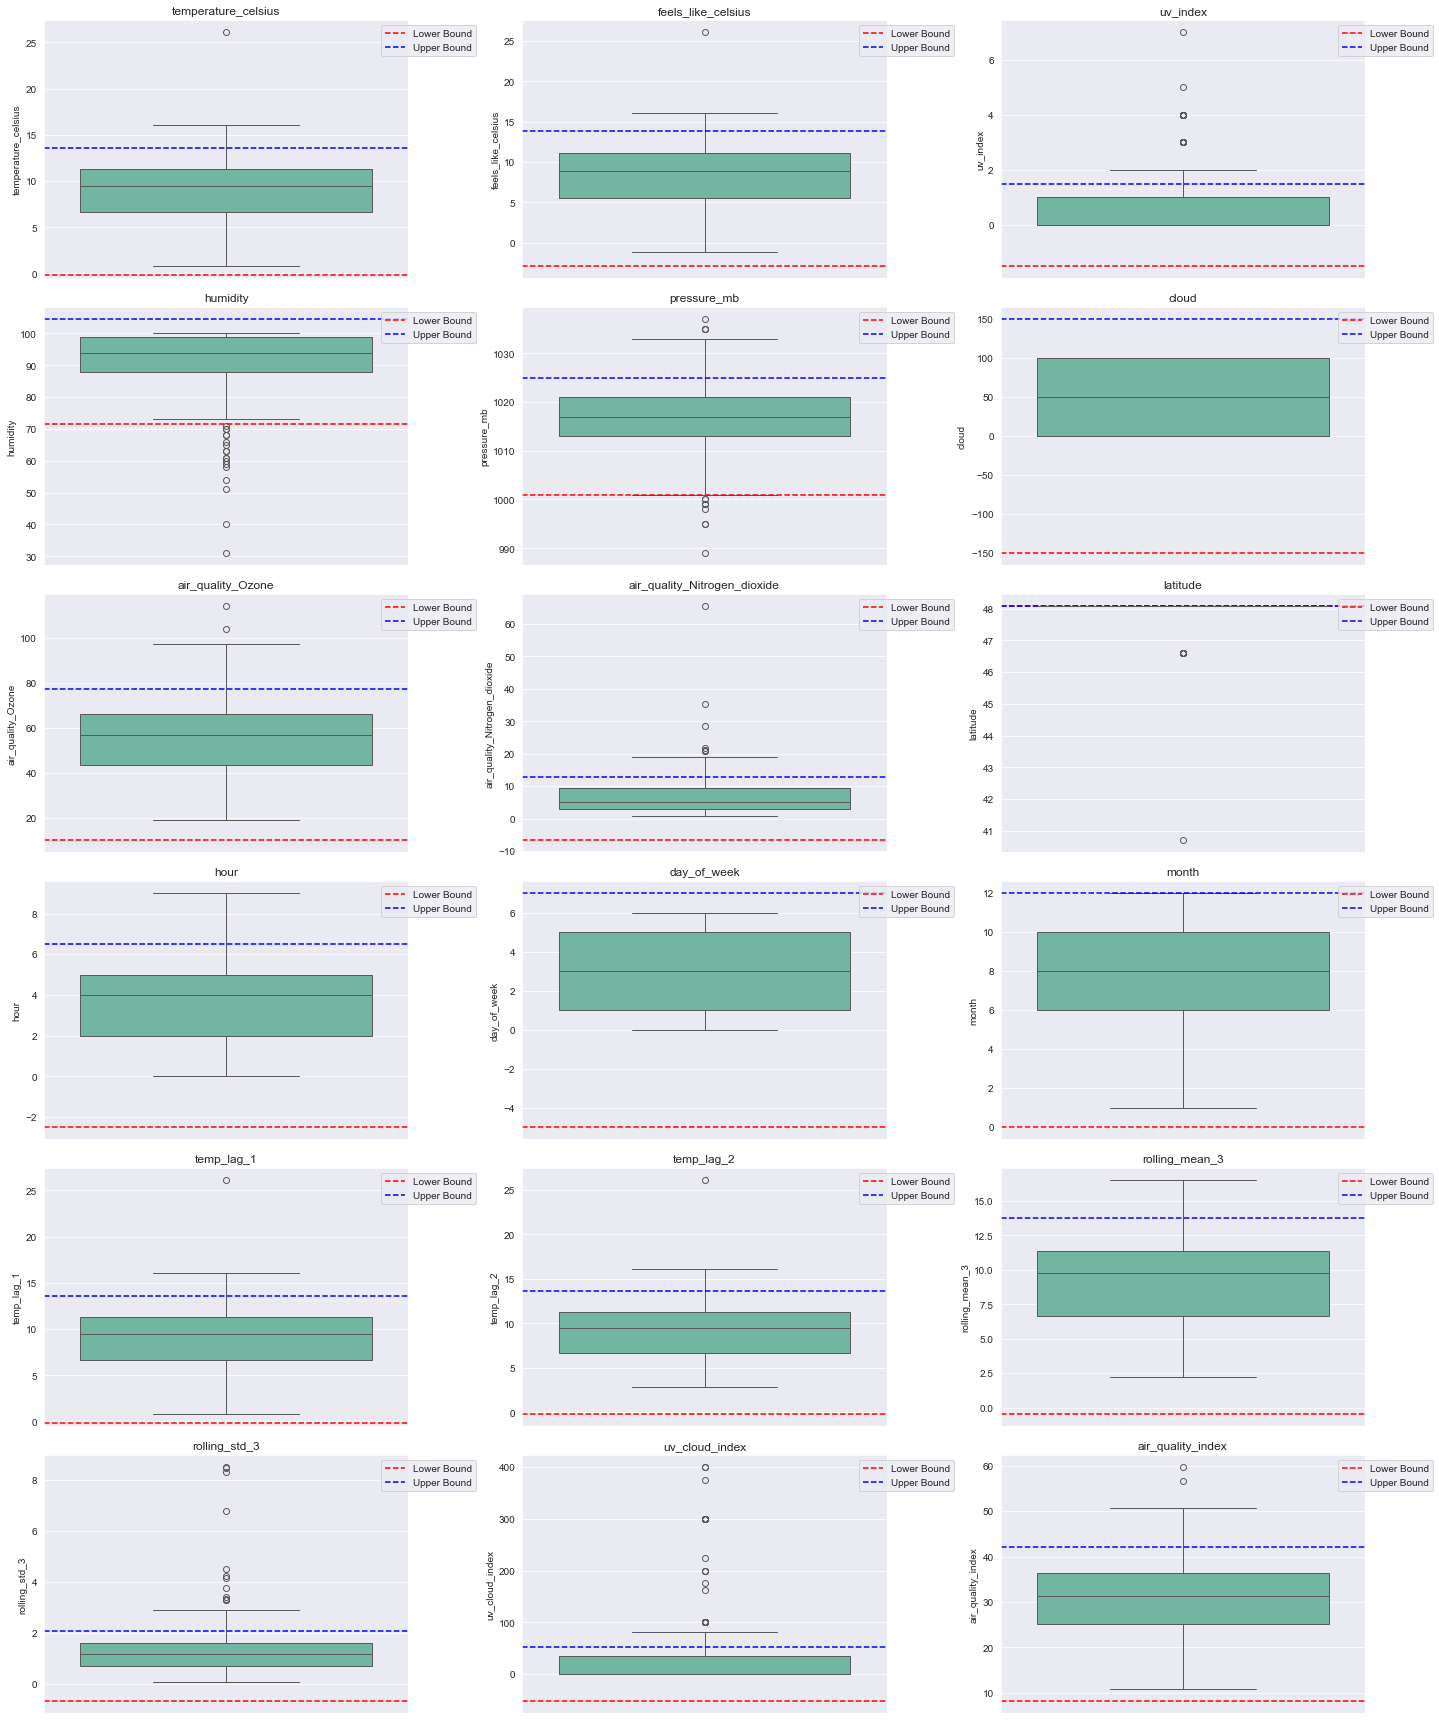 temperature_celsius
temperature_celsius
25
20
15
10
5
0
Lower Bound
Upper Bound
feels_like_celsius
feels_like_celsius
25
20
15
10
5
0
Lower Bound
Upper Bound
uv_index
uv_index
6
4
2
0
Lower Bound
Upper Bound
humidity
humidity
100
90
80
70
60
50
40
30
Lower Bound
Upper Bound
pressure_mb
pressure_mb
1030
1020
1010
1000
990
Lower Bound
Upper Bound
cloud
cloud
150
100
50
0
−50
−100
−150
Lower Bound
Upper Bound
air_quality_Ozone
air_quality_Ozone
100
80
60
40
20
Lower Bound
Upper Bound
air_quality_Nitrogen_dioxide
air_quality_Nitrogen_dioxide
60
50
40
30
20
10
0
−10
Lower Bound
Upper Bound
latitude
latitude
48
47
46
45
44
43
42
41
Lower Bound
Upper Bound
hour
hour
8
6
4
2
0
−2
Lower Bound
Upper Bound
day_of_week
day_of_week
6
4
2
0
−2
−4
Lower Bound
Upper Bound
month
month
12
10
8
6
4
2
0
Lower Bound
Upper Bound
temp_lag_1
temp_lag_1
25
20
15
10
5
0
Lower Bound
Upper Bound
temp_lag_2
temp_lag_2
25
20
15
10
5
0
Lower Bound
Upper Bound
rolling_mean_3
rolling_mean_3
15.0
12.5
10.0
7.5
5.0
2.5
0.0
Lower Bound
Upper Bound
rolling_std_3
rolling_std_3
8
6
4
2
0
Lower Bound
Upper Bound
uv_cloud_index
uv_cloud_index
400
300
200
100
0
Lower Bound
Upper Bound
air_quality_index
air_quality_index
60
50
40
30
20
10
Lower Bound
Upper Bound